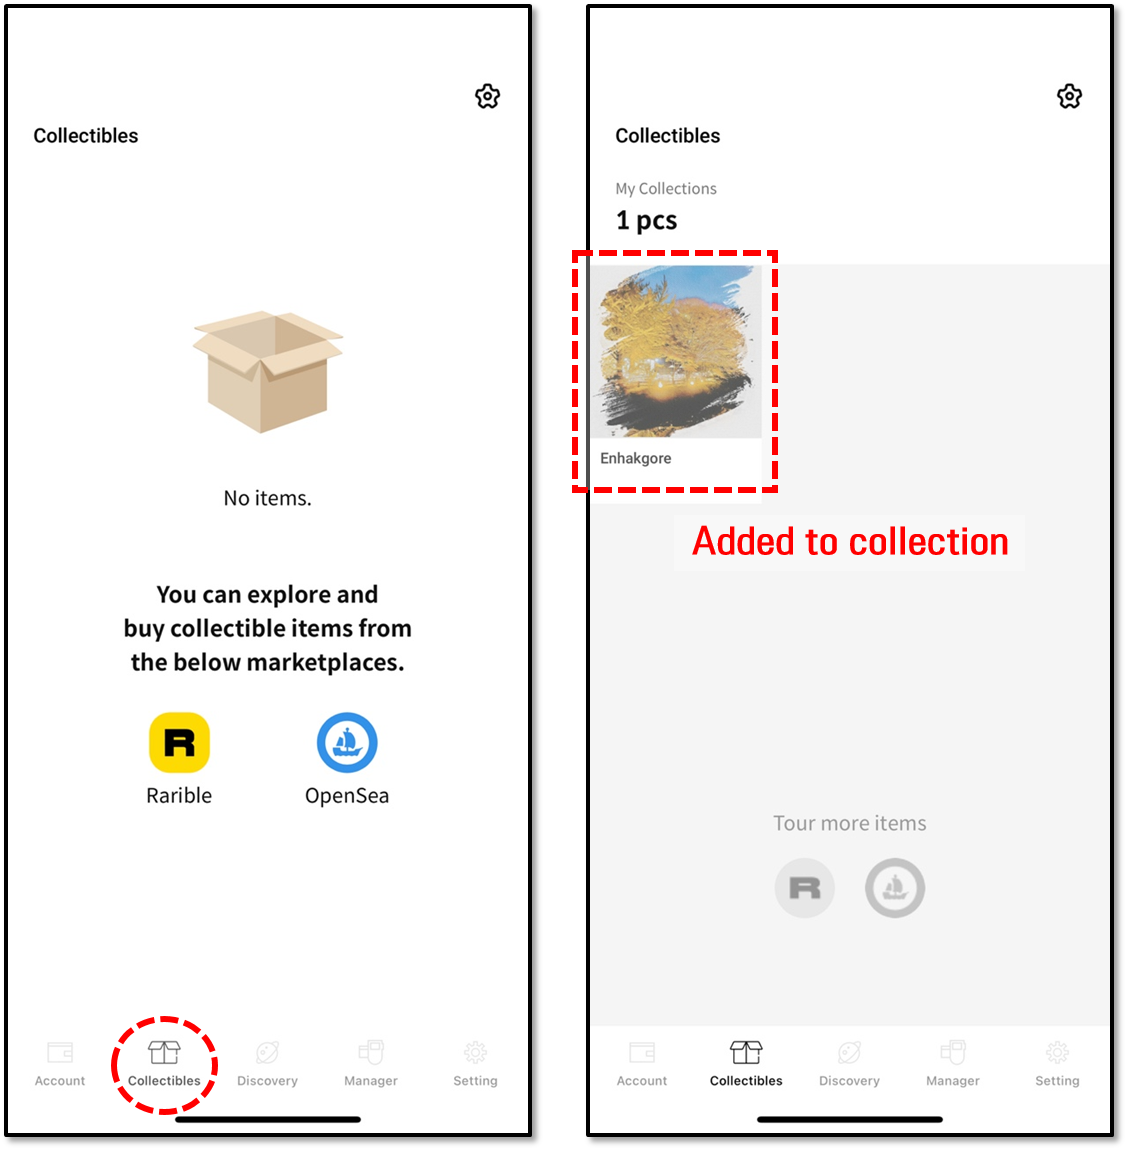 Collectibles
No items.
You can explore and
buy collectible items from
the below marketplaces.
R
Rarible
OpenSea
Account
Collectibles
Discovery
Manager
Setting
Collectibles
My Collections
1 pcs
Enhakgore
Added to collection
Tour more items
R
Account
Collectibles
Discovery
Manager
Setting